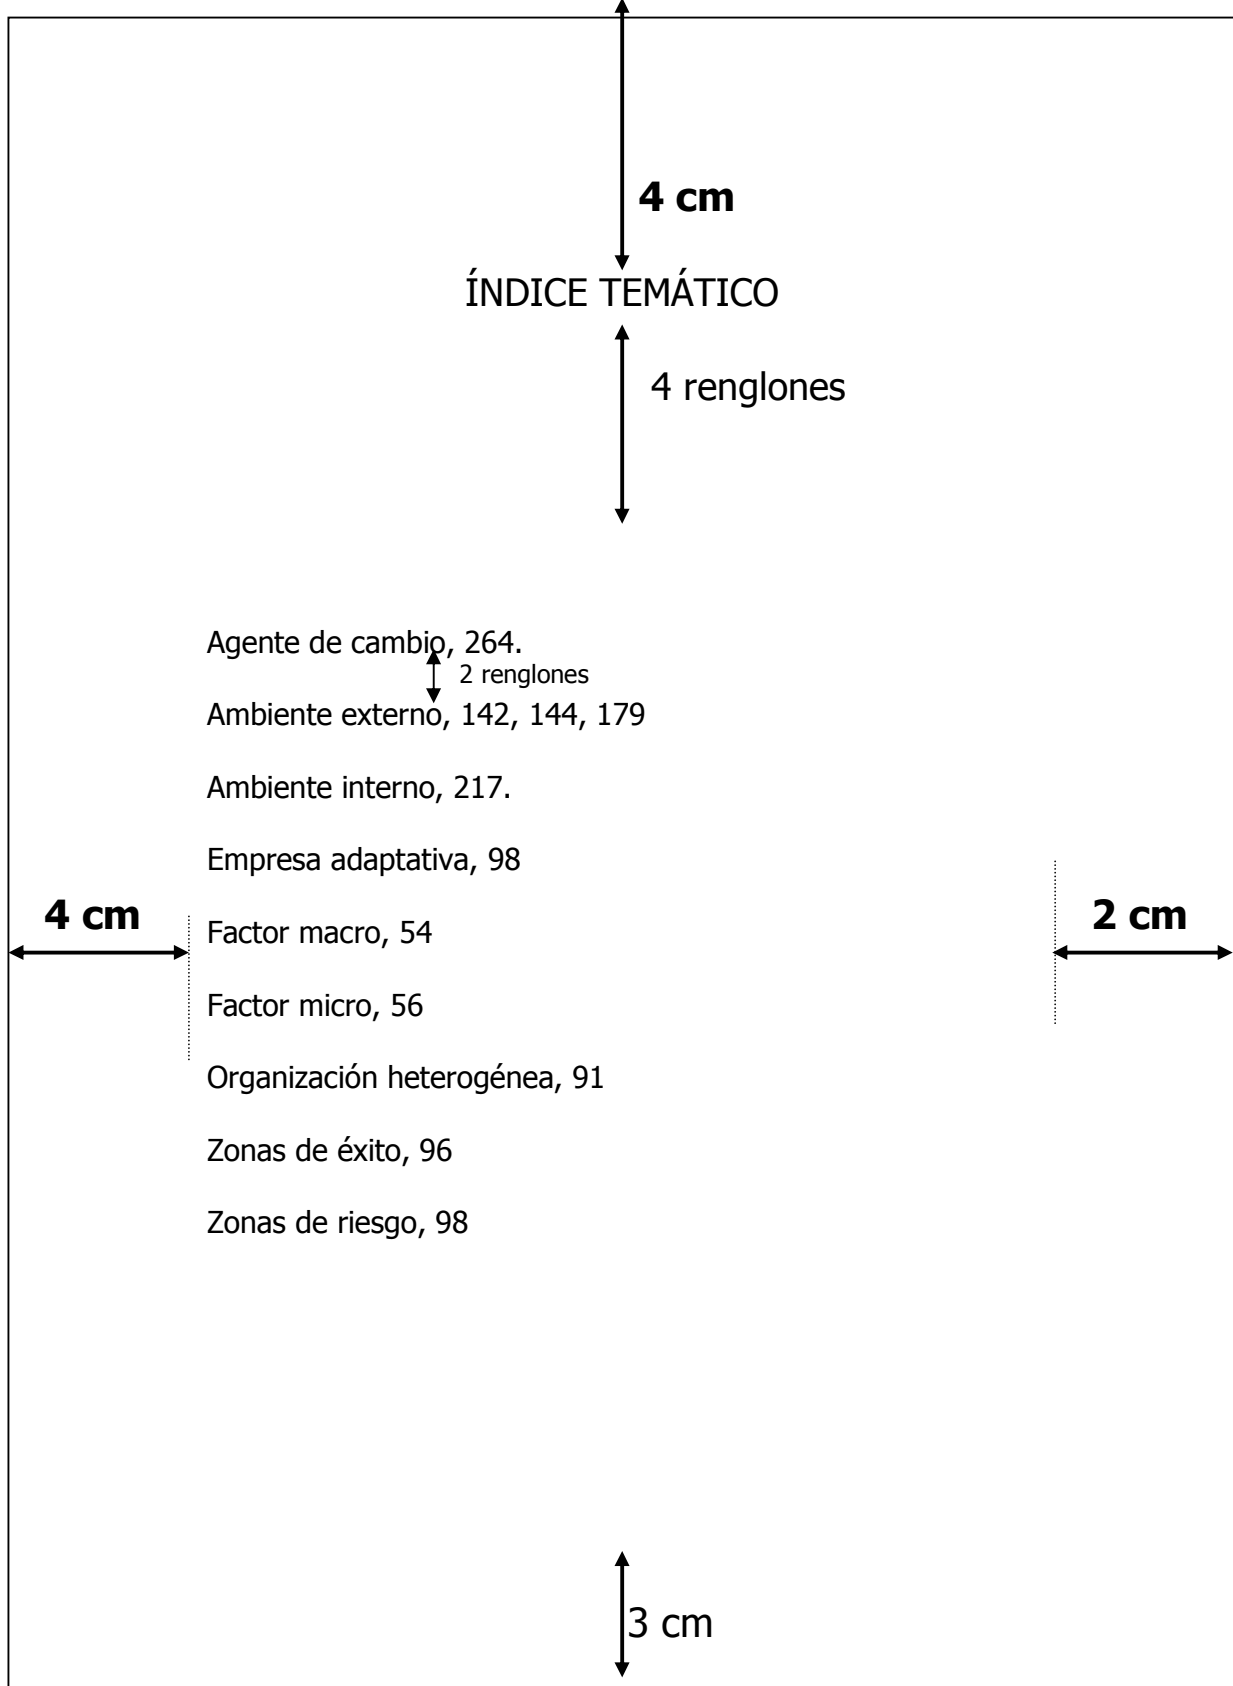 4 cm
ÍNDICE TEMÁTICO
4 renglones
Agente de cambio, 264.
2 renglones
Ambiente externo, 142, 144, 179
Ambiente interno, 217.
Empresa adaptativa, 98
4 cm
2 cm
Factor macro, 54
Factor micro, 56
Organización heterogénea, 91
Zonas de éxito, 96
Zonas de riesgo, 98
3 cm